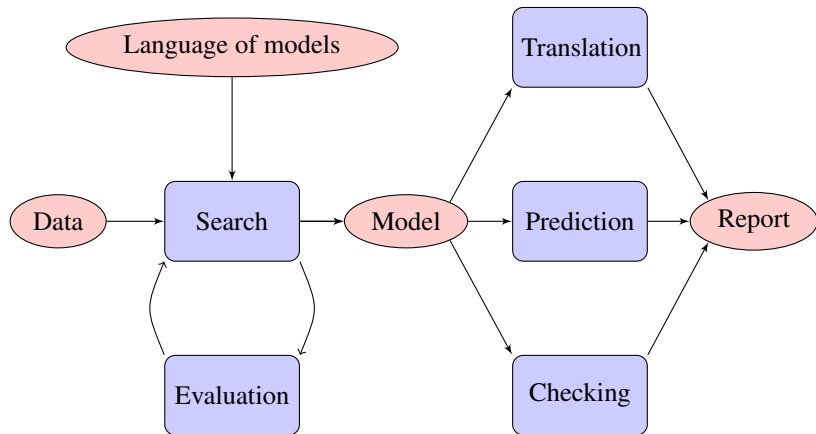 Language of models
Translation
Data
Search
Model
Prediction
Report
Evaluation
Checking